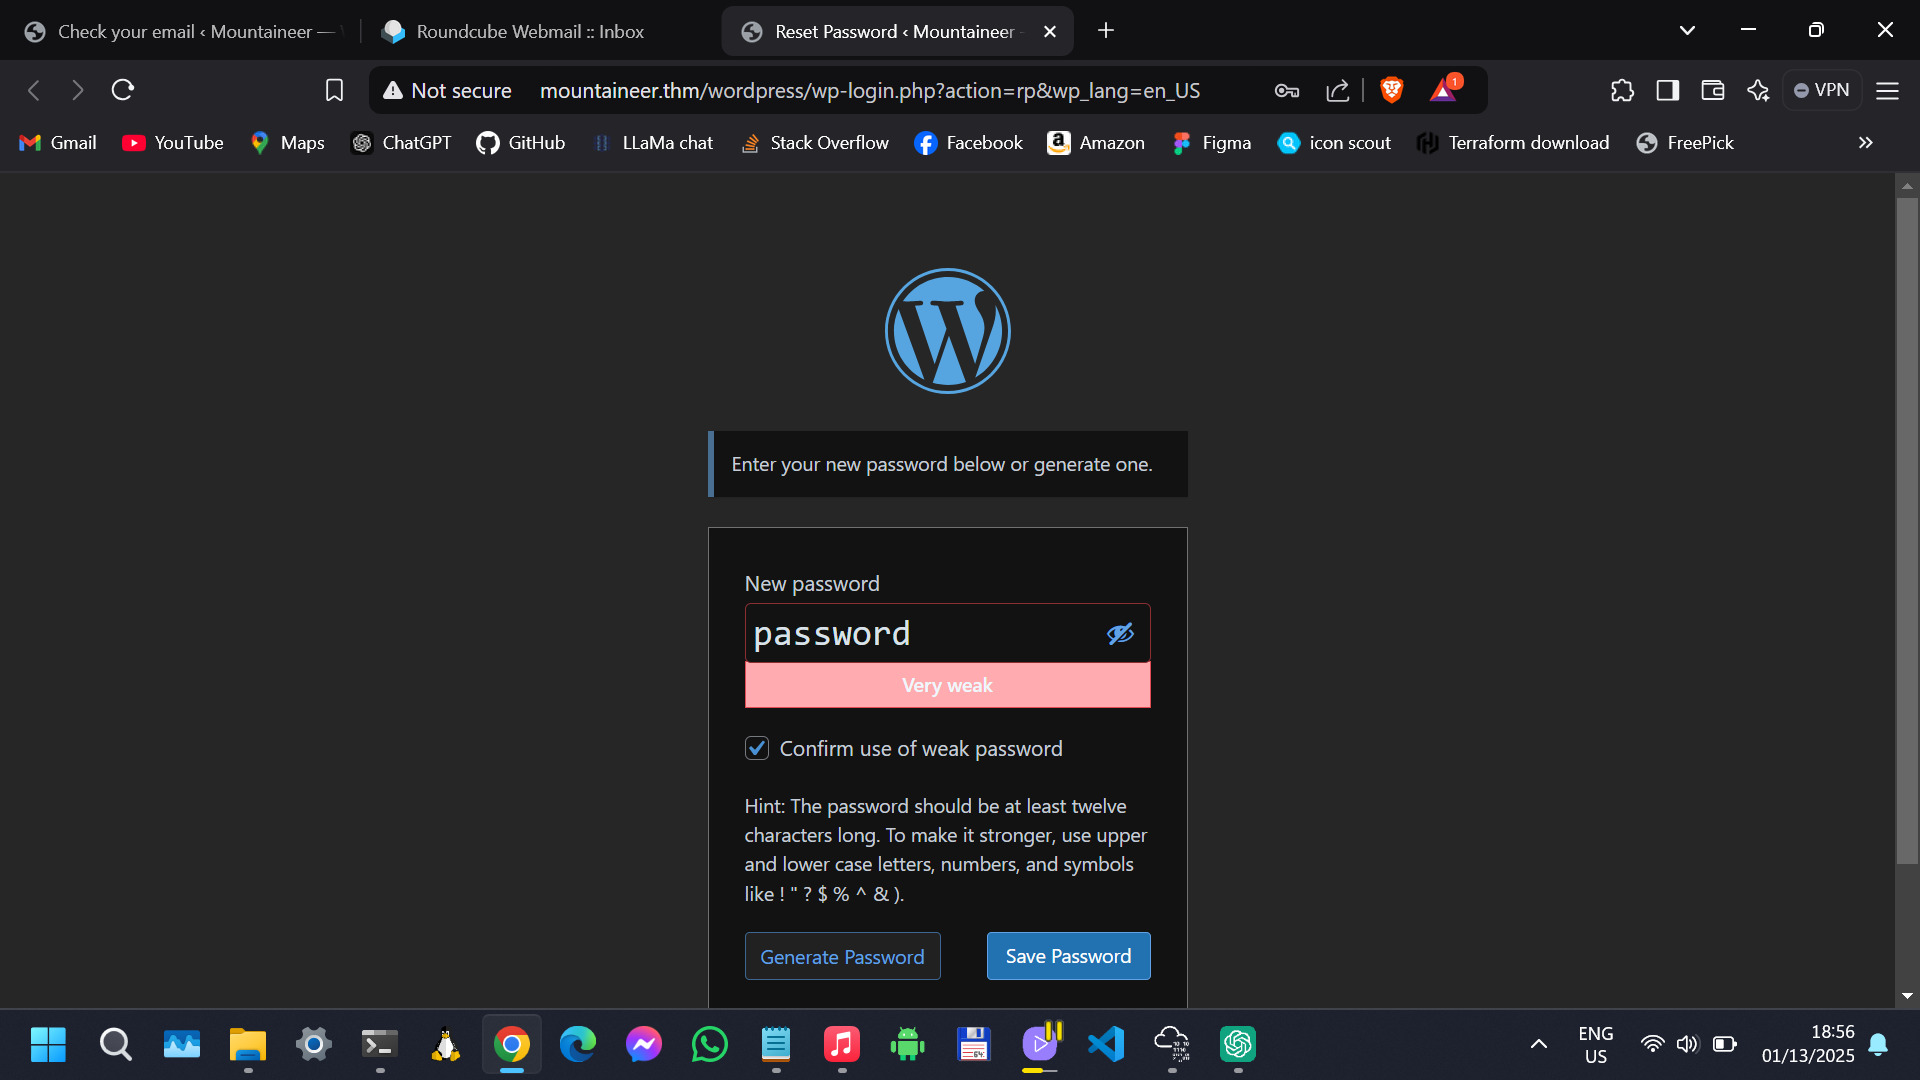 Check your email ‹ Mountaineer —
Roundcube Webmail :: Inbox
Reset Password ‹ Mountaineer
Not secure
mountaineer.thm/wordpress/wp-login.php?action=rp&wp_lang=en_US
1
VPN
Gmail
YouTube
Maps
ChatGPT
GitHub
LLaMa chat
Stack Overflow
Facebook
Amazon
Figma
icon scout
Terraform download
FreePick
Enter your new password below or generate one.
New password
password
Very weak
Confirm use of weak password
Hint: The password should be at least twelve
characters long. To make it stronger, use upper
and lower case letters, numbers, and symbols
like ! " ? $ % ^ & ).
Generate Password
Save Password
ENG
US
18:56
01/13/2025